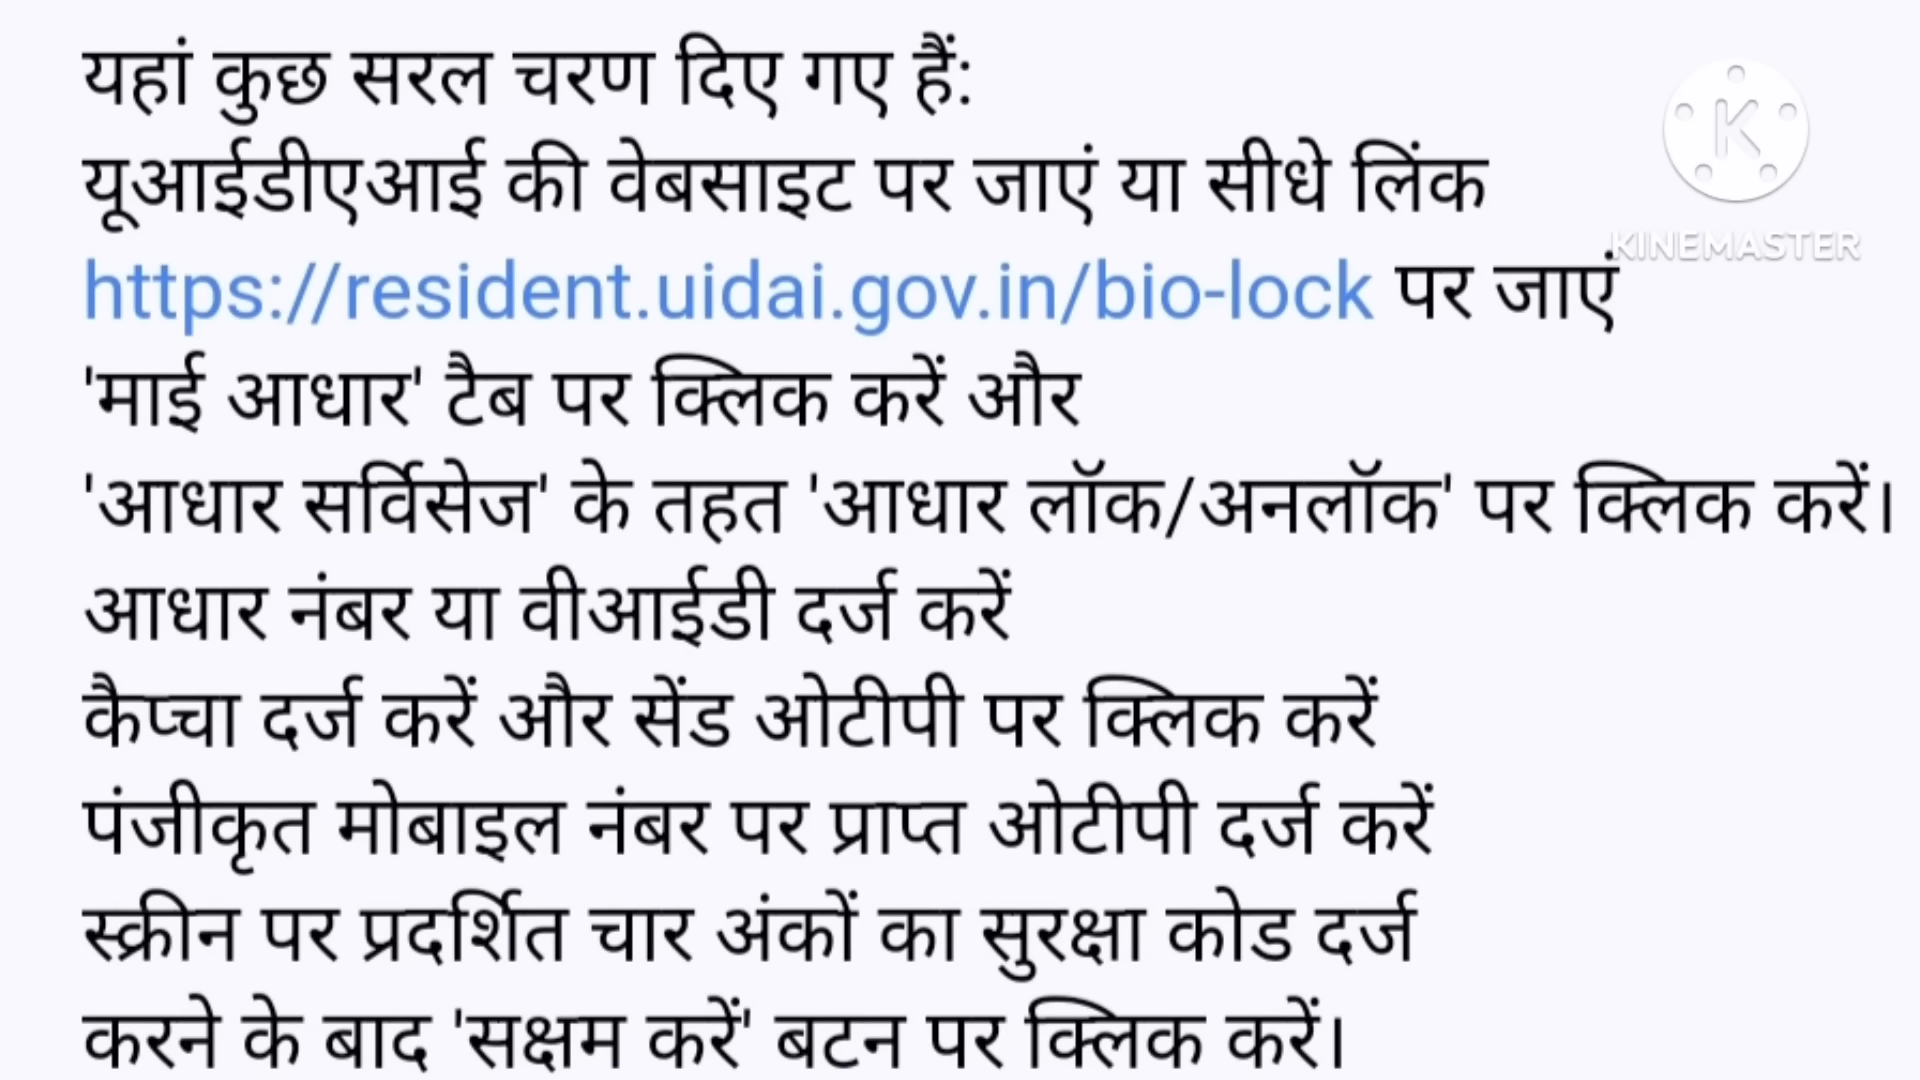 यहां कुछ सरल चरण दिए गए हैं:
यूआईडीएआई की वेबसाइट पर जाएं या सीधे लिंक
https://resident.uidai.gov.in/bio-lock पर जाएं
'माई आधार' टैब पर क्लिक करें और
'आधार सर्विसेज' के तहत 'आधार लॉक/अनलॉक' पर क्लिक करें।
आधार नंबर या वीआईडी दर्ज करें
कैप्चा दर्ज करें और सेंड ओटीपी पर क्लिक करें
पंजीकृत मोबाइल नंबर पर प्राप्त ओटीपी दर्ज करें
स्क्रीन पर प्रदर्शित चार अंकों का सुरक्षा कोड दर्ज
करने के बाद 'सक्षम करें' बटन पर क्लिक करें।
K
KINEMASTER